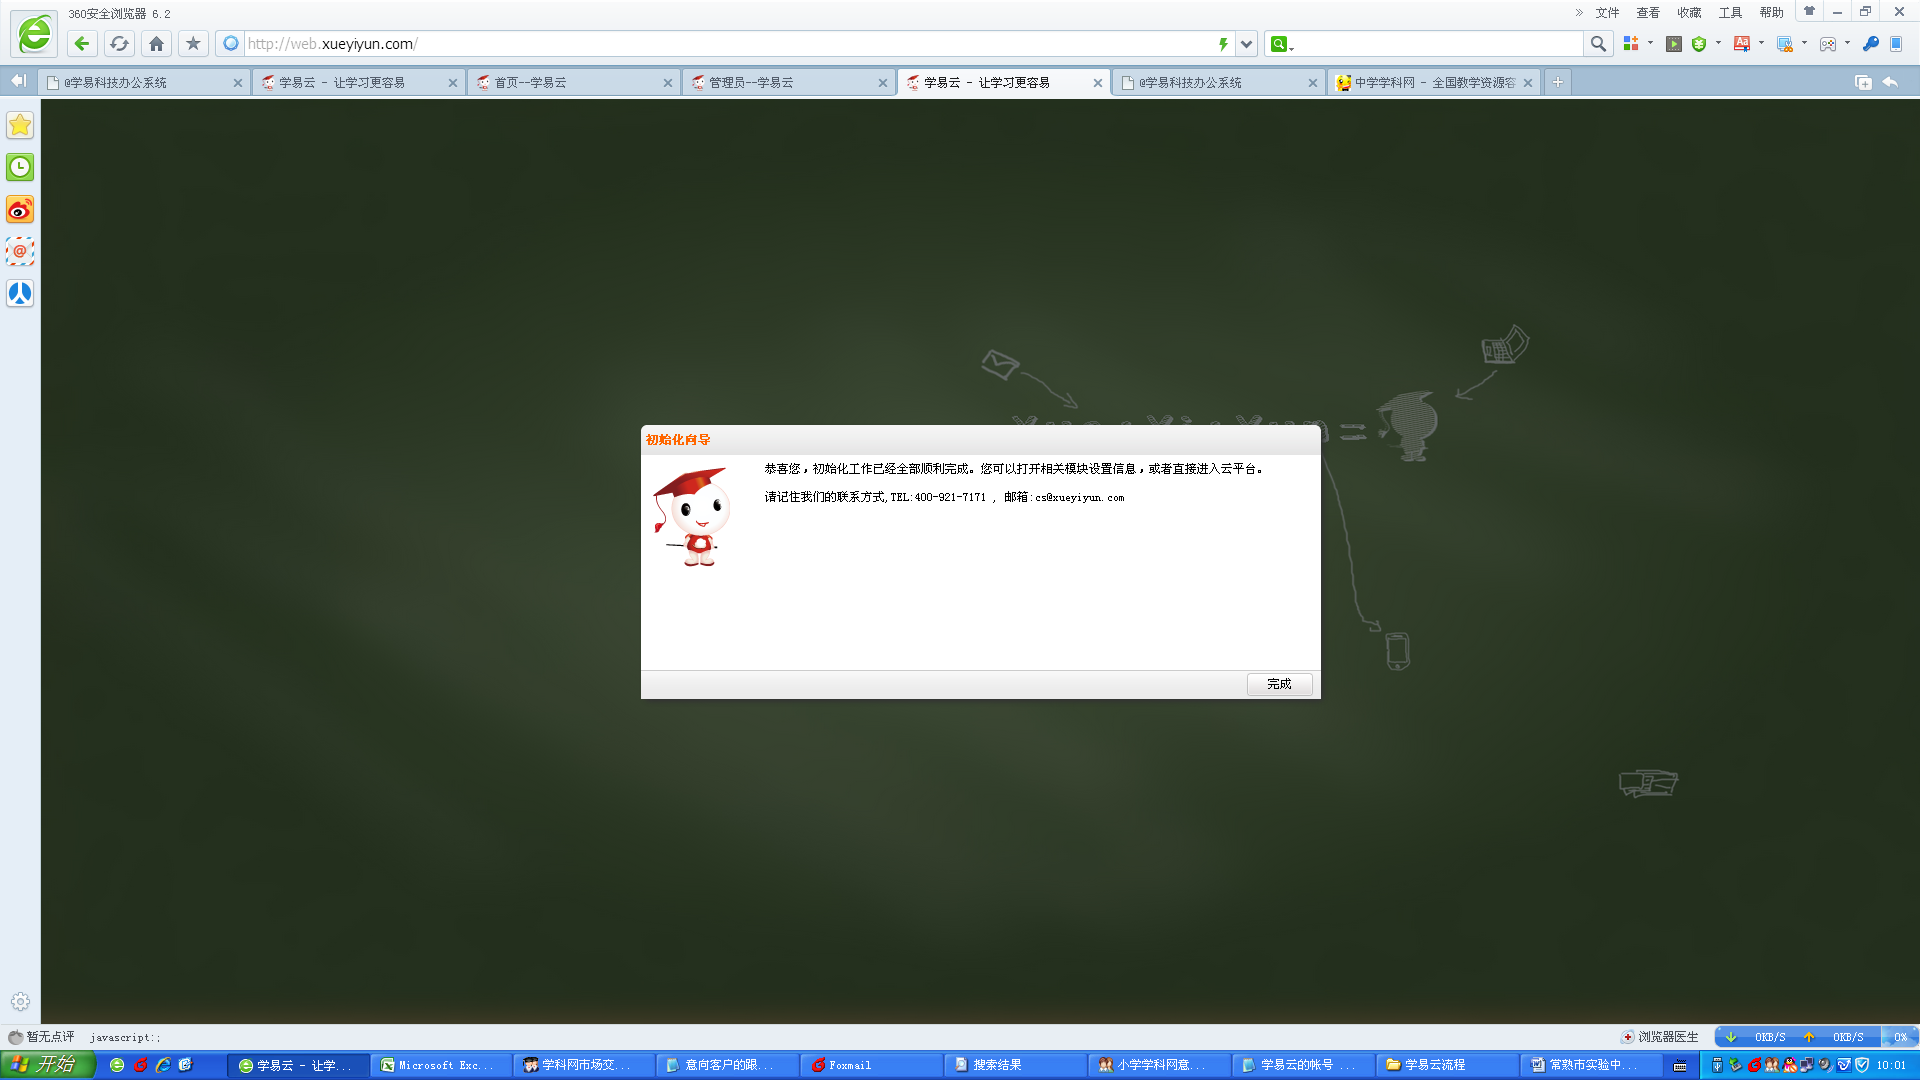 360安全浏览器 6.2
» 文件 查看 收藏 工具 帮助
http://web.xueyiyun.com/
@学易科技办公系统
学易云 - 让学习更容易
首页--学易云
管理员--学易云
学易云 - 让学习更容易
@学易科技办公系统
中学学科网 - 全国教学资源容
初始化向导
恭喜您，初始化工作已经全部顺利完成。您可以打开相关模块设置信息，或者直接进入云平台。
请记住我们的联系方式,TEL:400-921-7171 , 邮箱:cs@xueyiyun.com
完成
暂无点评 javascript:;
浏览器医生 0KB/S 0KB/S 0%
开始
学易云 - 让学...
Microsoft Exc...
学科网市场交...
意向客户的跟...
Foxmail
搜索结果
小学学科网意...
学易云的帐号 ...
学易云流程
常熟市实验中...
10:01